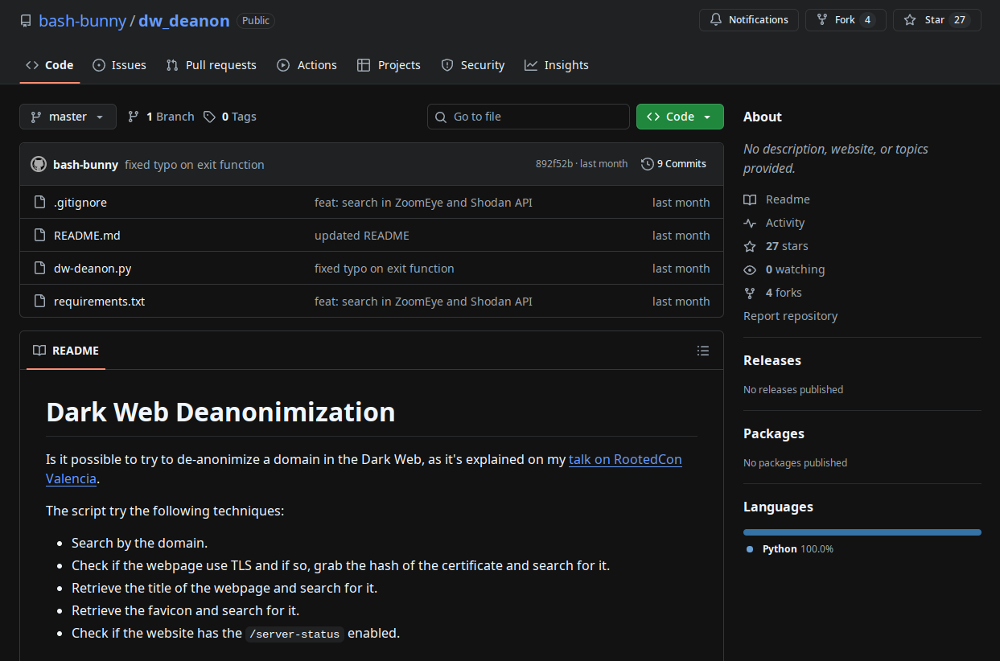 bash-bunny / dw_deanon Public
Notifications Fork 4 Star 27
Code Issues Pull requests Actions Projects Security Insights
master 1 Branch 0 Tags Go to file Code
bash-bunny fixed typo on exit function 892f52b · last month 9 Commits
.gitignore feat: search in ZoomEye and Shodan API last month
README.md updated README last month
dw-deanon.py fixed typo on exit function last month
requirements.txt feat: search in ZoomEye and Shodan API last month
README
Dark Web Deanonimization
Is it possible to try to de-anonimize a domain in the Dark Web, as it's explained on my talk on RootedCon
Valencia.
The script try the following techniques:
• Search by the domain.
• Check if the webpage use TLS and if so, grab the hash of the certificate and search for it.
• Retrieve the title of the webpage and search for it.
• Retrieve the favicon and search for it.
• Check if the website has the /server-status enabled.
About
No description, website, or topics
provided.
Readme
Activity
27 stars
0 watching
4 forks
Report repository
Releases
No releases published
Packages
No packages published
Languages
Python 100.0%